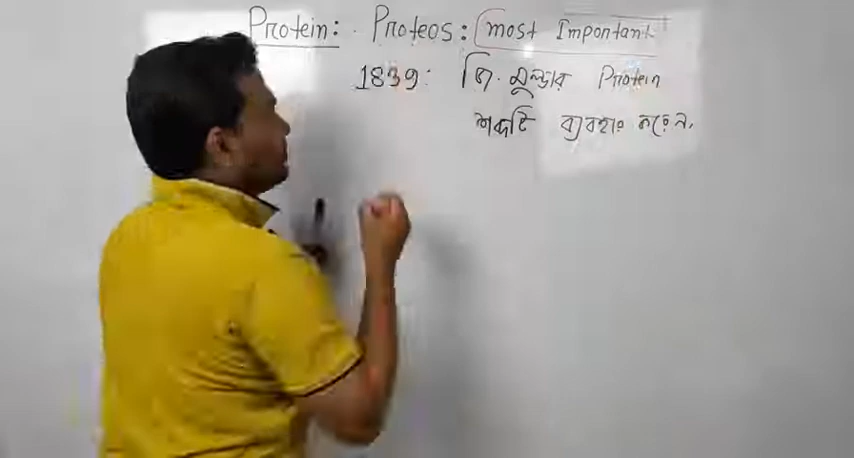 Protein: Proteos: most Important
1839: জি. মুল্ডার Protein
শব্দটি ব্যবহার করেন.